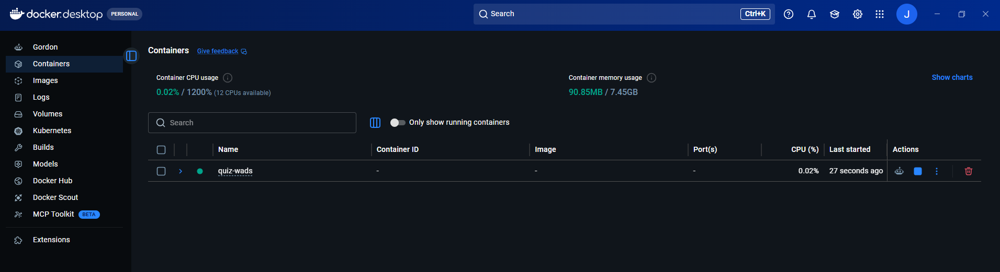 docker desktop PERSONAL
Search Ctrl+K
J
Gordon
Containers
Images
Logs
Volumes
Kubernetes
Builds
Models
Docker Hub
Docker Scout
MCP Toolkit BETA
Extensions
Containers Give feedback
Container CPU usage
0.02% / 1200% (12 CPUs available)
Container memory usage
90.85MB / 7.45GB
Show charts
Search
Only show running containers
Name Container ID Image Port(s) CPU (%) Last started Actions
quiz-wads - - - 0.02% 27 seconds ago